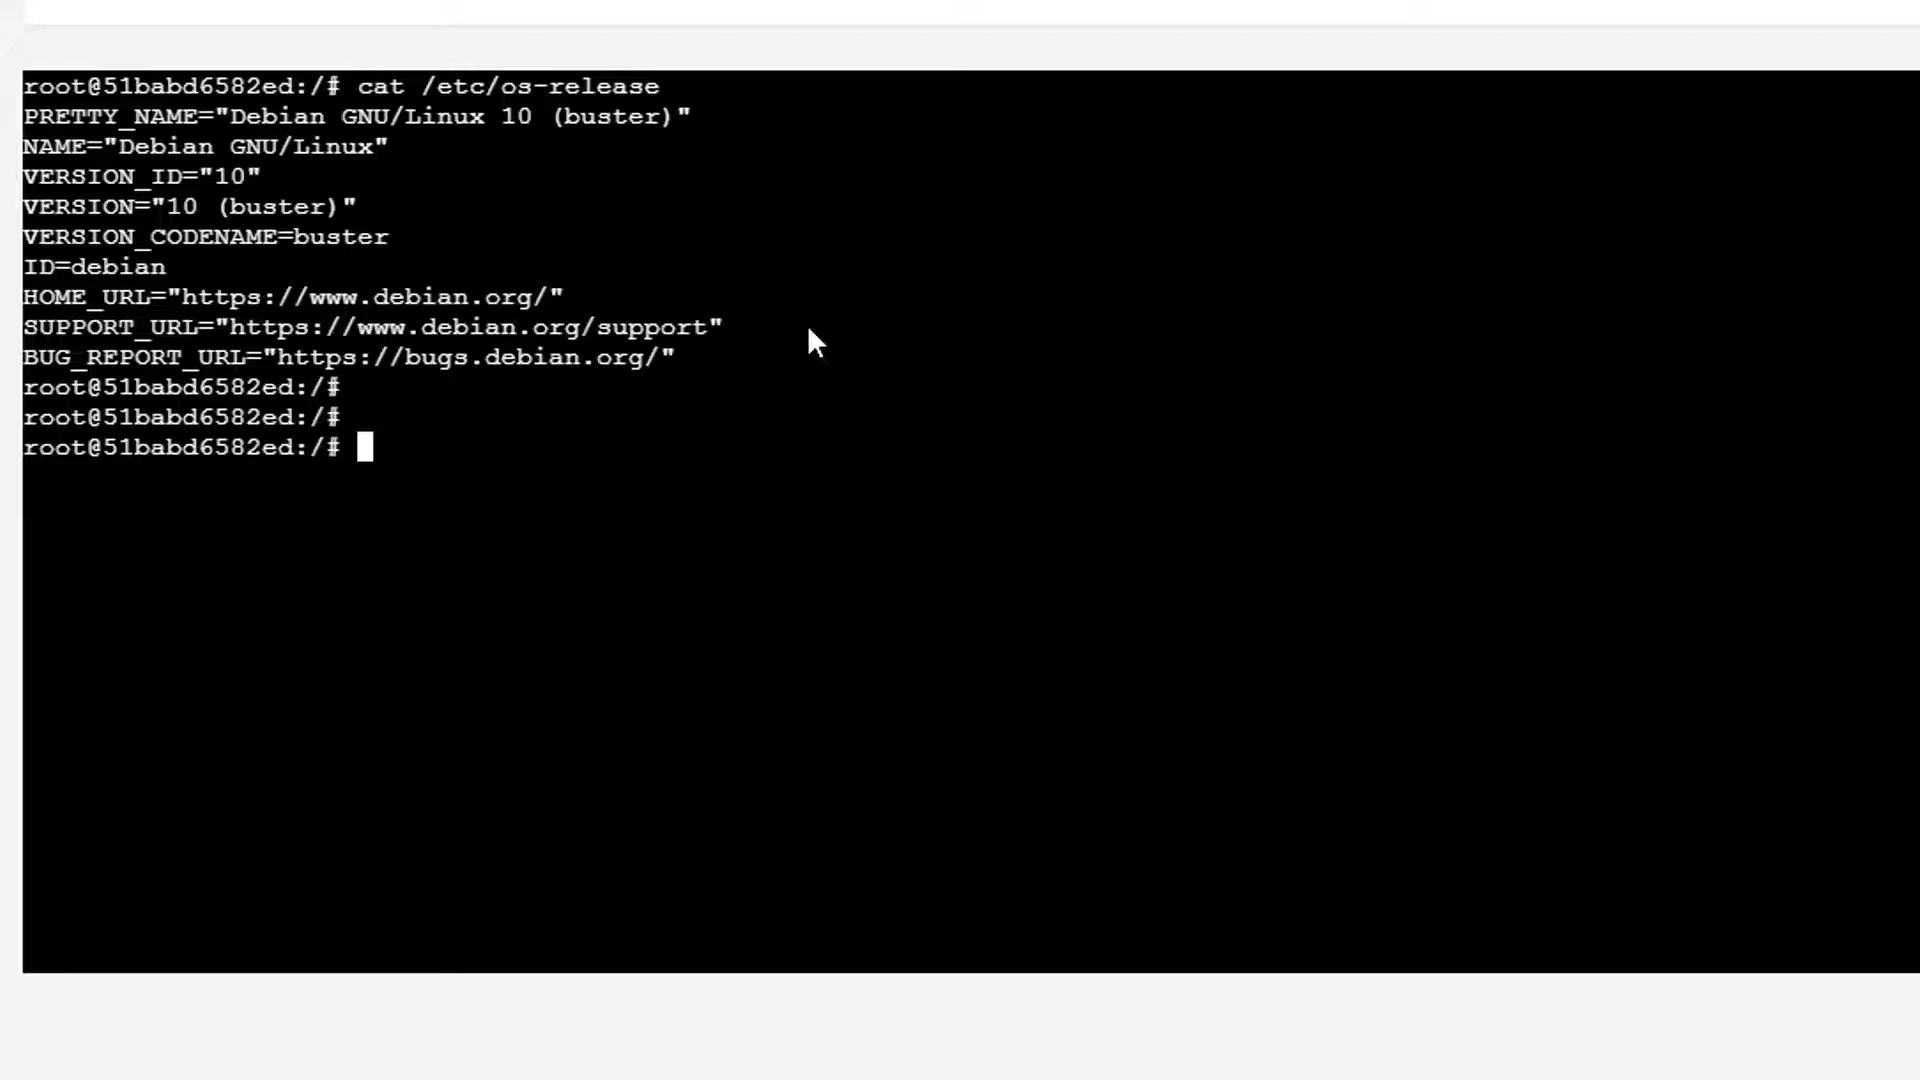 root@51babd6582ed:/# cat /etc/os-release
PRETTY_NAME="Debian GNU/Linux 10 (buster)"
NAME="Debian GNU/Linux"
VERSION_ID="10"
VERSION="10 (buster)"
VERSION_CODENAME=buster
ID=debian
HOME_URL="https://www.debian.org/"
SUPPORT_URL="https://www.debian.org/support"
BUG_REPORT_URL="https://bugs.debian.org/"
root@51babd6582ed:/#
root@51babd6582ed:/#
root@51babd6582ed:/#